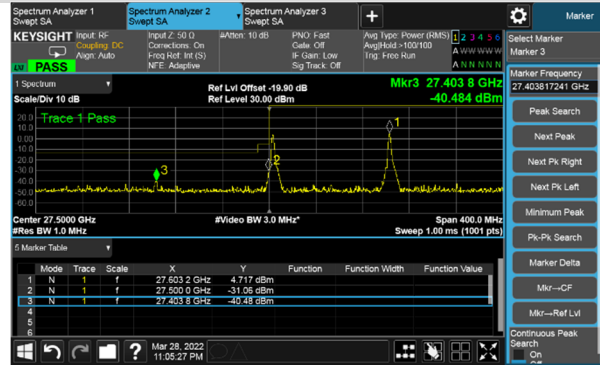 Spectrum Analyzer 1
Swept SA
Spectrum Analyzer 2
Swept SA
Spectrum Analyzer 3
Swept SA
+
Marker
KEYSIGHT
LVI PASS
Input: RF
Coupling: DC
Align: Auto
Input Z: 50 Ω
Corrections: On
Freq Ref: Int (S)
NFE: Adaptive
#Atten: 10 dB
PNO: Fast
Gate: Off
IF Gain: Low
Sig Track: Off
Avg Type: Power (RMS)
Avg|Hold:>100/100
Trig: Free Run
1 2 3 4 5 6
A W W W W W
A N N N N N
Select Marker
Marker 3
1 Spectrum
Scale/Div 10 dB
Ref Lvl Offset -19.90 dB
Ref Level 30.00 dBm
Mkr3 27.403 8 GHz
-40.484 dBm
Marker Frequency
27.403817241 GHz
Peak Search
Next Peak
Next Pk Right
Next Pk Left
Minimum Peak
Pk-Pk Search
Marker Delta
Mkr→CF
Mkr→Ref Lvl
Continuous Peak
Search
On
Off
Trace 1 Pass
20.0
10.0
0.00
-10.0
-20.0
-30.0
-40.0
-50.0
-60.0
1
2
3
Center 27.5000 GHz
#Res BW 1.0 MHz
#Video BW 3.0 MHz*
Span 400.0 MHz
Sweep 1.00 ms (1001 pts)
5 Marker Table
Mode Trace Scale X Y Function Function Width Function Value
1 N 1 f 27.603 2 GHz 4.717 dBm
2 N 1 f 27.500 0 GHz -31.06 dBm
3 N 1 f 27.403 8 GHz -40.48 dBm
4
5
6
?
Mar 28, 2022
11:05:27 PM